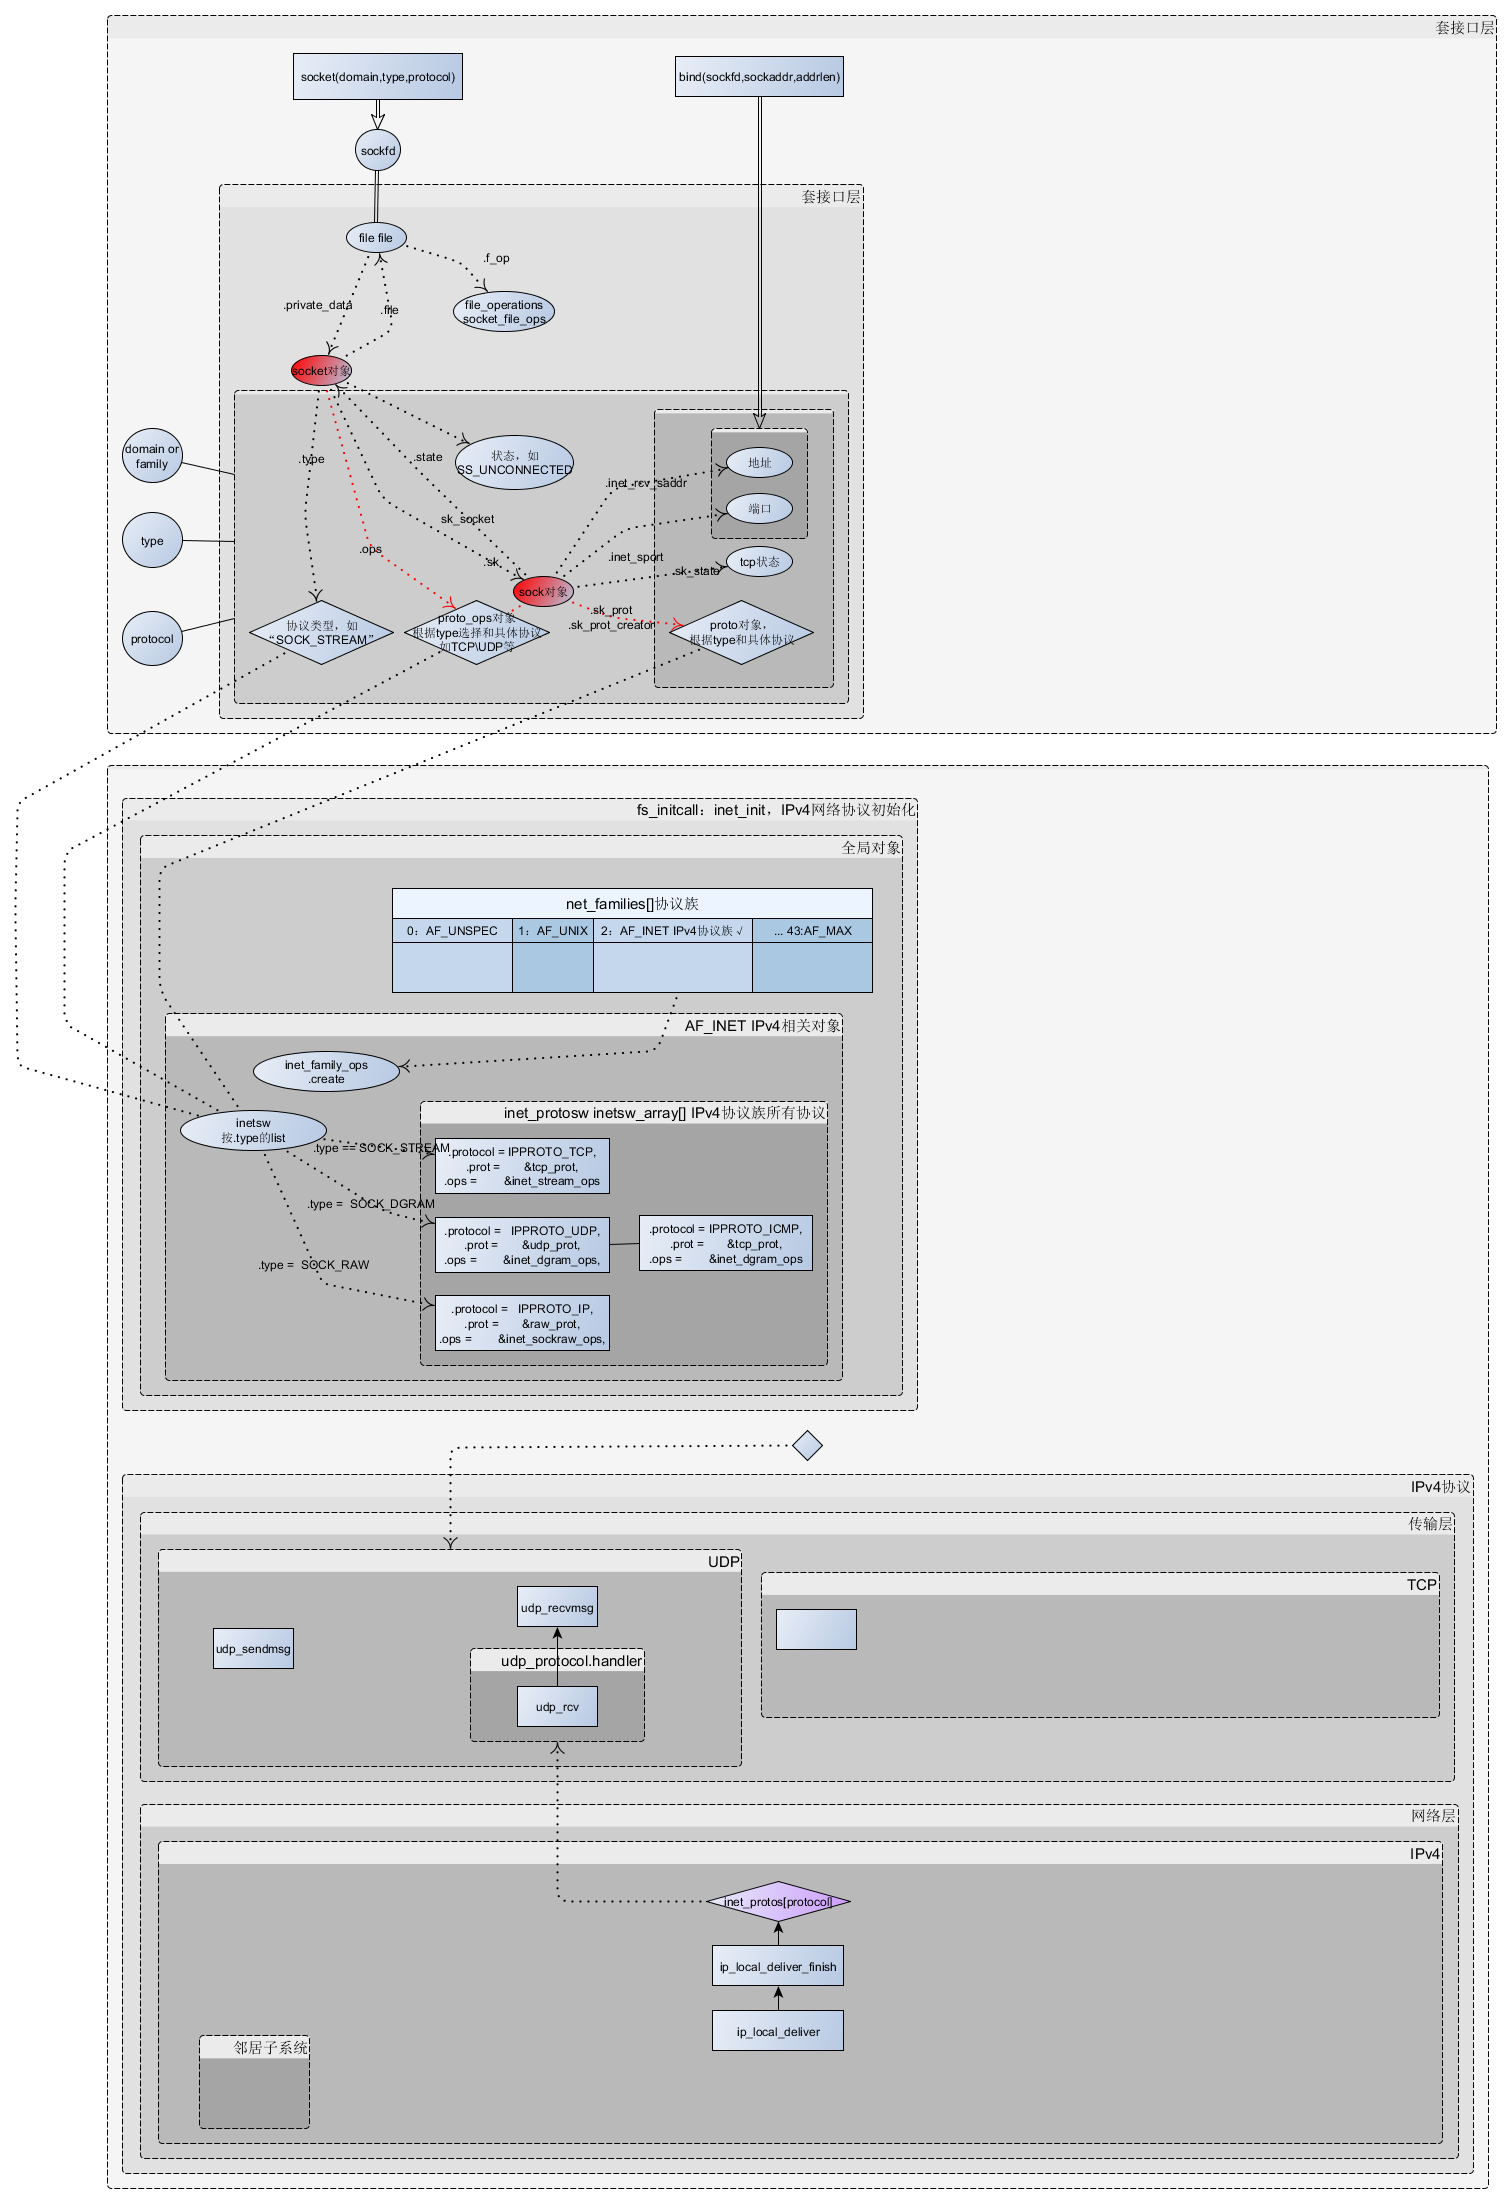 套接口层
socket(domain,type,protocol)
bind(sockfd,sockaddr,addrlen)
sockfd
套接口层
file file
.f_op
file_operations
socket_file_ops
.private_data
.file
socket对象
domain or
family
状态，如
SS_UNCONNECTED
.type
.state
地址
.inet_rcv_saddr
端口
sk_socket
type
.ops
.inet_sport
.sk
tcp状态
.sk_state
sock对象
.sk_prot
.sk_prot_creator
protocol
协议类型，如
“SOCK_STREAM”
proto_ops对象
根据type选择和具体协议
如TCP\UDP等
proto对象，
根据type和具体协议
fs_initcall：inet_init，IPv4网络协议初始化
全局对象
net_families[]协议族
0：AF_UNSPEC
1：AF_UNIX
2：AF_INET IPv4协议族 √
... 43:AF_MAX
AF_INET IPv4相关对象
inet_family_ops
.create
inet_protosw inetsw_array[] IPv4协议族所有协议
inetsw
按.type的list
.type == SOCK_STREAM
.protocol = IPPROTO_TCP,
.prot = &tcp_prot,
.ops = &inet_stream_ops
.type = SOCK_DGRAM
.protocol = IPPROTO_UDP,
.prot = &udp_prot,
.ops = &inet_dgram_ops,
.protocol = IPPROTO_ICMP,
.prot = &tcp_prot,
.ops = &inet_dgram_ops
.type = SOCK_RAW
.protocol = IPPROTO_IP,
.prot = &raw_prot,
.ops = &inet_sockraw_ops,
IPv4协议
传输层
UDP
TCP
udp_recvmsg
udp_sendmsg
udp_protocol.handler
udp_rcv
网络层
IPv4
inet_protos[protocol]
ip_local_deliver_finish
ip_local_deliver
邻居子系统